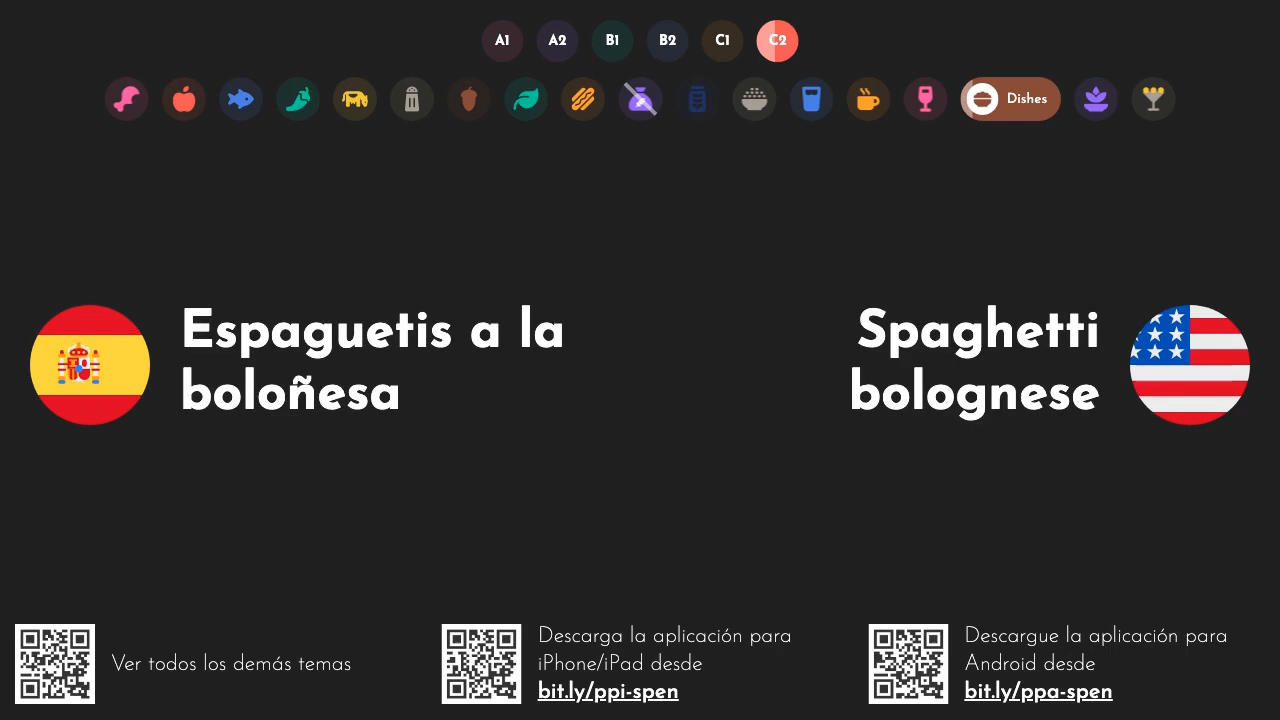 A1 A2 B1 B2 C1 C2
Dishes
Espaguetis a la
boloñesa
Spaghetti
bolognese
Ver todos los demás temas
Descarga la aplicación para
iPhone/iPad desde
bit.ly/ppi-spen
Descargue la aplicación para
Android desde
bit.ly/ppa-spen